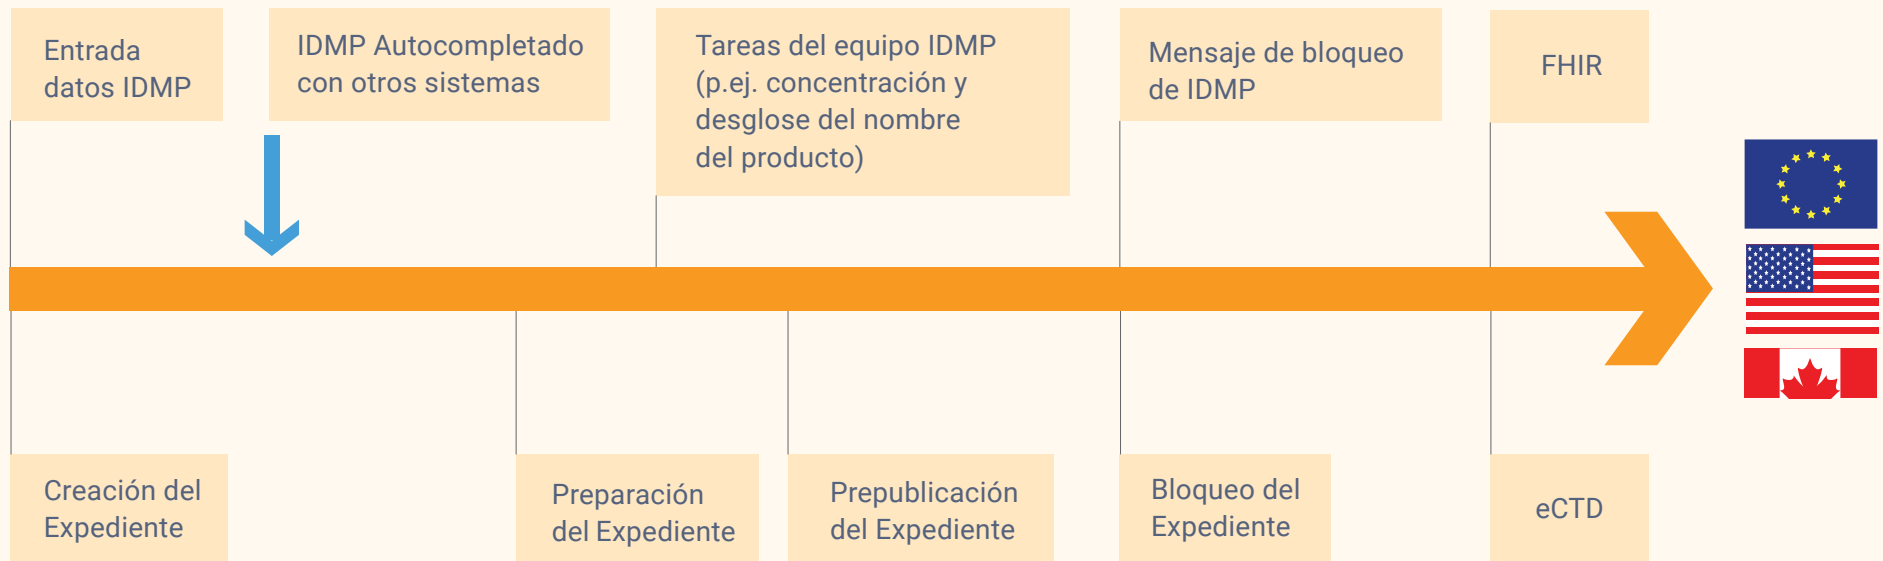 Entrada
datos IDMP
IDMP Autocompletado
con otros sistemas
Tareas del equipo IDMP
(p.ej. concentración y
desglose del nombre
del producto)
Mensaje de bloqueo
de IDMP
FHIR
Creación del
Expediente
Preparación
del Expediente
Prepublicación
del Expediente
Bloqueo del
Expediente
eCTD